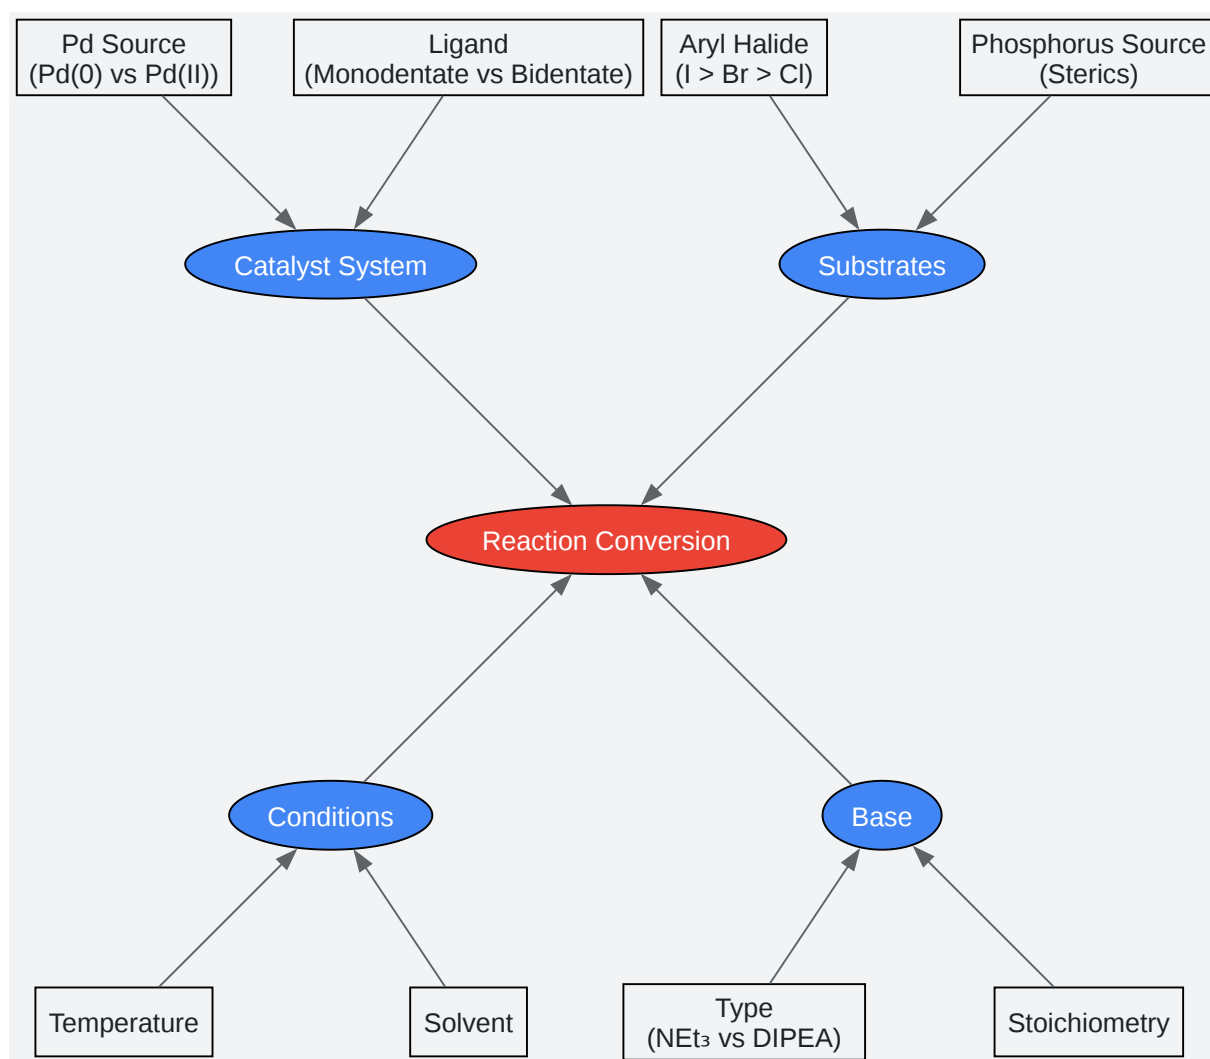 Pd Source
(Pd(0) vs Pd(II))
Ligand
(Monodentate vs Bidentate)
Aryl Halide
(I > Br > Cl)
Phosphorus Source
(Sterics)
Catalyst System
Substrates
Reaction Conversion
Conditions
Base
Temperature
Solvent
Type
(NEt₃ vs DIPEA)
Stoichiometry